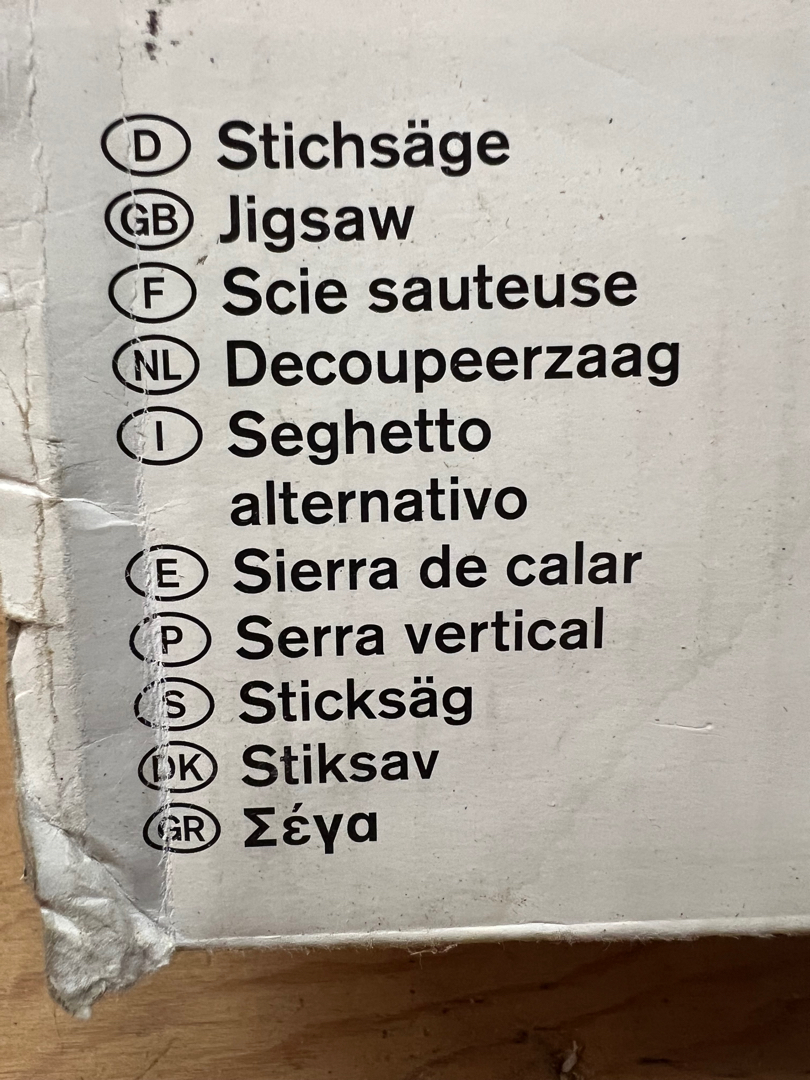 D Stichsäge
GB Jigsaw
F Scie sauteuse
NL Decoupeerzaag
I Seghetto
alternativo
E Sierra de calar
P Serra vertical
S Sticksäg
DK Stiksav
GR Σέγα